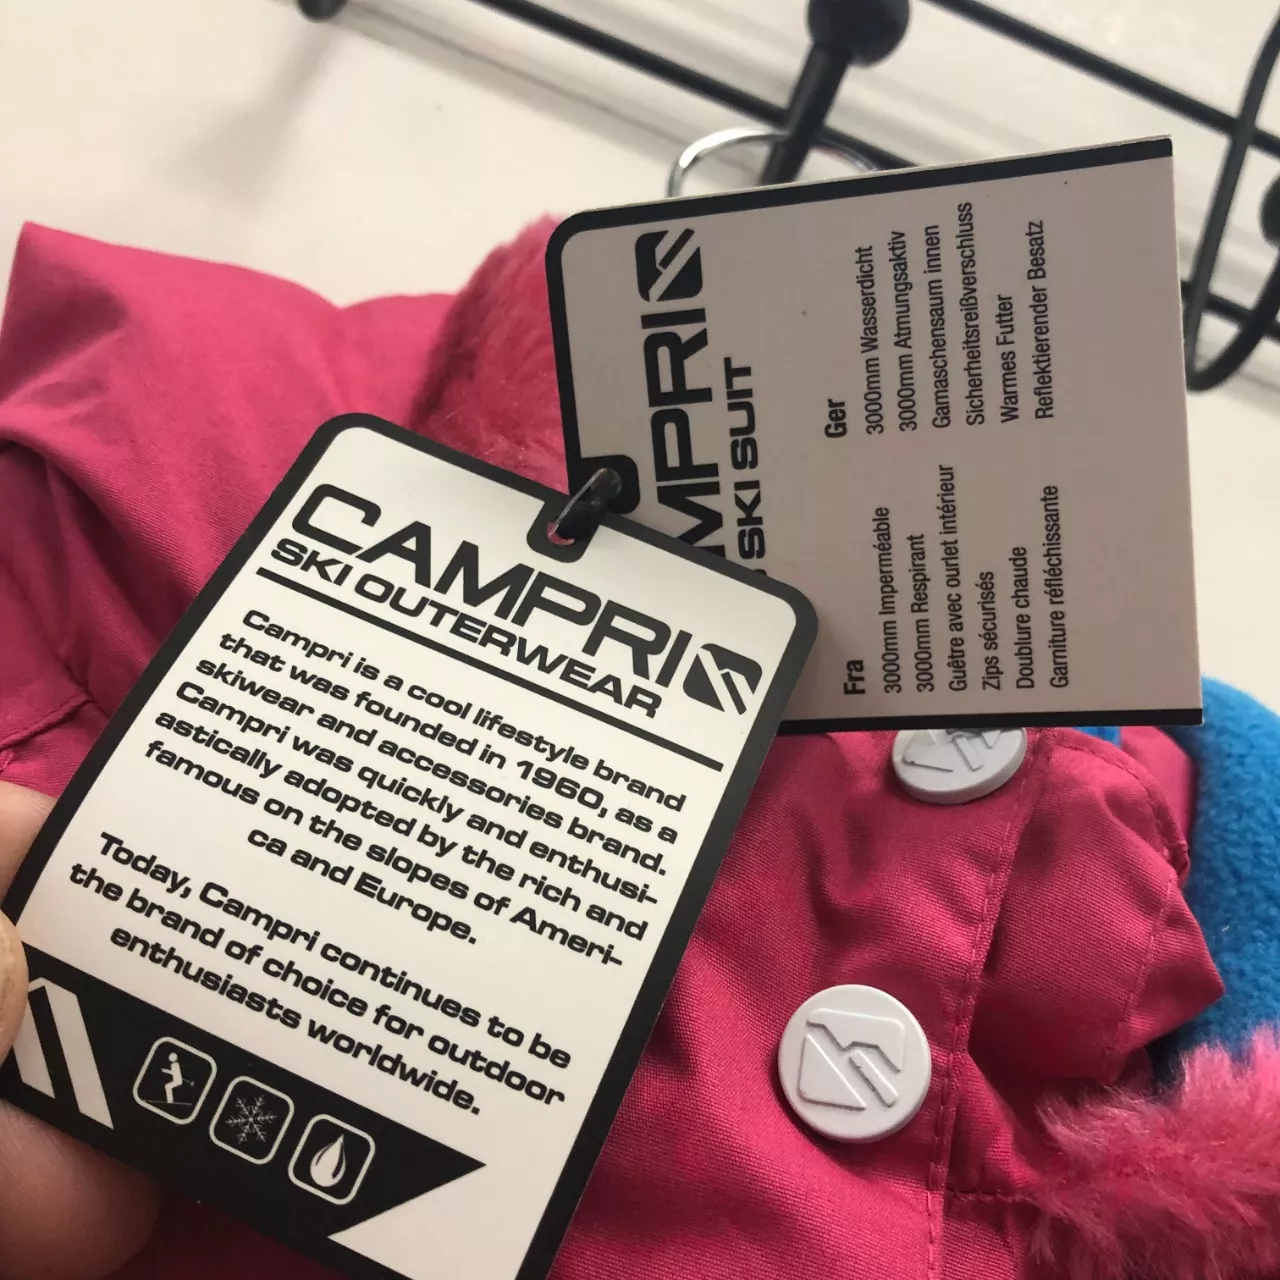 CAMPRI
SKI OUTERWEAR
Campri is a cool lifestyle brand
that was founded in 1960, as a
skiwear and accessories brand.
Campri was quickly and enthusi-
astically adopted by the rich and
famous on the slopes of Ameri-
ca and Europe.
Today, Campri continues to be
the brand of choice for outdoor
enthusiasts worldwide.
MPRI
SKI SUIT
Fra
3000mm Imperméable
3000mm Respirant
Guêtre avec ourlet intérieur
Zips sécurisés
Doublure chaude
Garniture réfléchissante
Ger
3000mm Wasserdicht
3000mm Atmungsaktiv
Gamaschensaum innen
Sicherheitsreißverschluss
Warmes Futter
Reflektierender Besatz